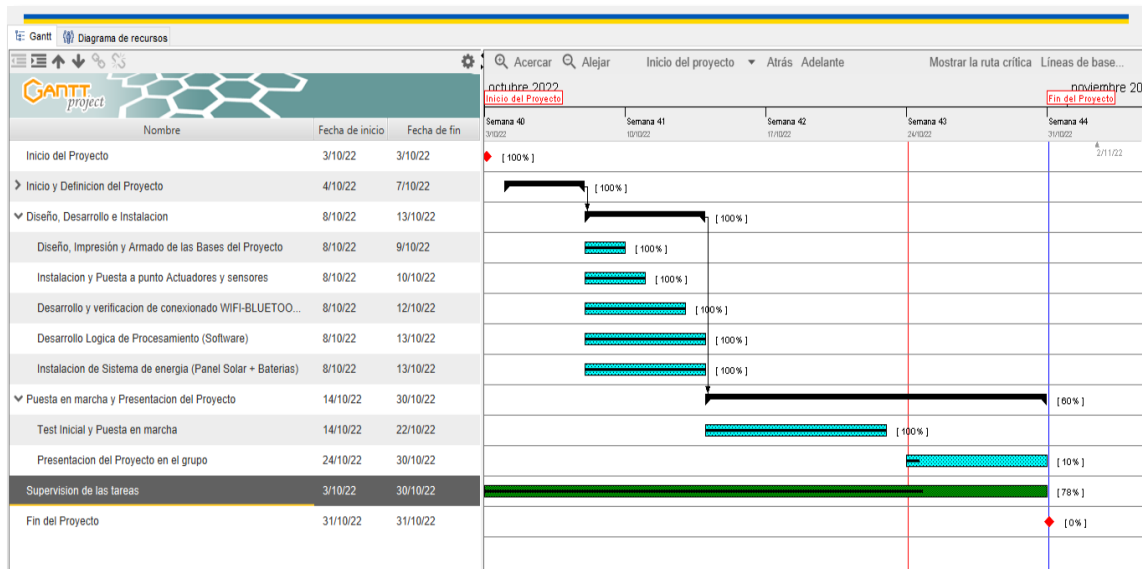 Gantt Diagrama de recursos
Acercar Alejar Inicio del proyecto Atrás Adelante Mostrar la ruta crítica Líneas de base...
GANTT project
octubre 2022 noviembre 20
Inicio del Proyecto Fin del Proyecto
Semana 40 Semana 41 Semana 42 Semana 43 Semana 44
3/10/22 10/10/22 17/10/22 24/10/22 31/10/22
Nombre Fecha de inicio Fecha de fin
Inicio del Proyecto 3/10/22 3/10/22 [ 100% ] 2/11/22
Inicio y Definicion del Proyecto 4/10/22 7/10/22 [ 100% ]
Diseño, Desarrollo e Instalacion 8/10/22 13/10/22 [ 100% ]
Diseño, Impresión y Armado de las Bases del Proyecto 8/10/22 9/10/22 [ 100% ]
Instalacion y Puesta a punto Actuadores y sensores 8/10/22 10/10/22 [ 100% ]
Desarrollo y verificacion de conexionado WIFI-BLUETOO... 8/10/22 12/10/22 [ 100% ]
Desarrollo Logica de Procesamiento (Software) 8/10/22 13/10/22 [ 100% ]
Instalacion de Sistema de energia (Panel Solar + Baterias) 8/10/22 13/10/22 [ 100% ]
Puesta en marcha y Presentacion del Proyecto 14/10/22 30/10/22 [ 60% ]
Test Inicial y Puesta en marcha 14/10/22 22/10/22 [ 100% ]
Presentacion del Proyecto en el grupo 24/10/22 30/10/22 [ 10% ]
Supervision de las tareas 3/10/22 30/10/22 [ 78% ]
Fin del Proyecto 31/10/22 31/10/22 [ 0% ]